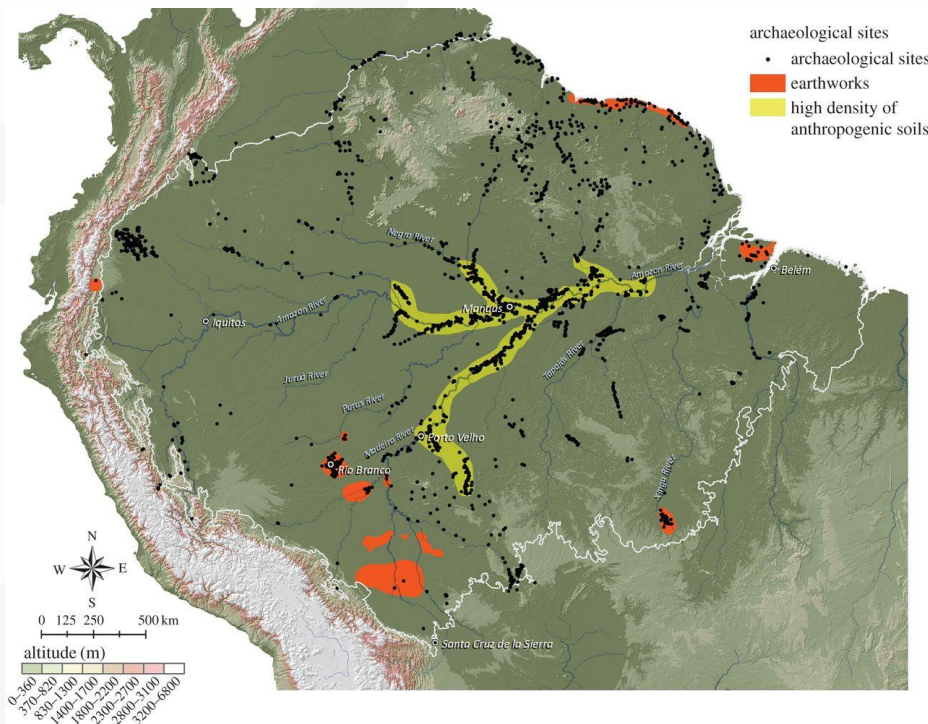 archaeological sites
archaeological sites
earthworks
high density of
anthropogenic soils
Negro River
Amazon River
Belém
Manaus
Amazon River
Iquitos
Tapajós River
Juruá River
Purus River
Madeira River
Porto Velho
Rio Branco
Xingu River
N
W E
S
0 125 250 500 km
Santa Cruz de la Sierra
altitude (m)
0–360
370–820
830–1300
1400–1700
1800–2200
2300–2700
2800–3100
3200–6800